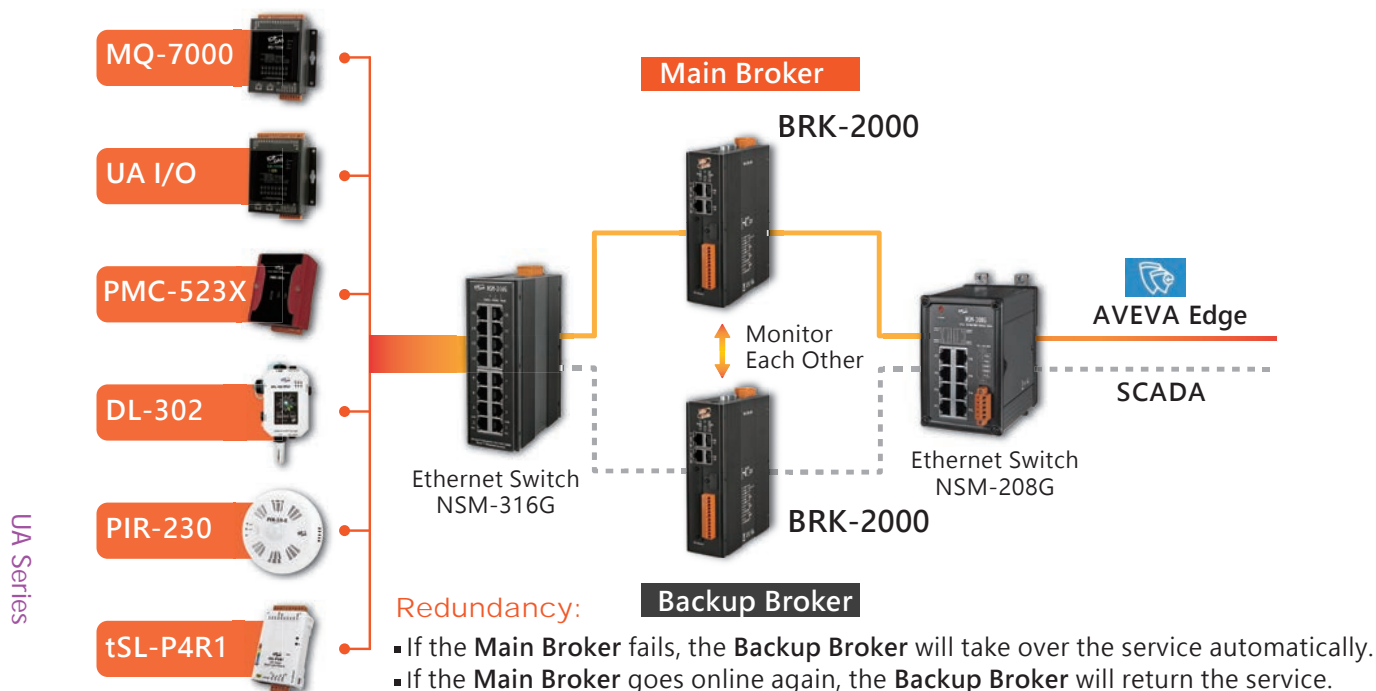 MQ-7000
UA I/O
PMC-523X
DL-302
PIR-230
tSL-P4R1
UA Series
Main Broker
BRK-2000
Monitor
Each Other
BRK-2000
Backup Broker
Ethernet Switch
NSM-316G
Ethernet Switch
NSM-208G
AVEVA Edge
SCADA
Redundancy:
▪ If the Main Broker fails, the Backup Broker will take over the service automatically.
▪ If the Main Broker goes online again, the Backup Broker will return the service.